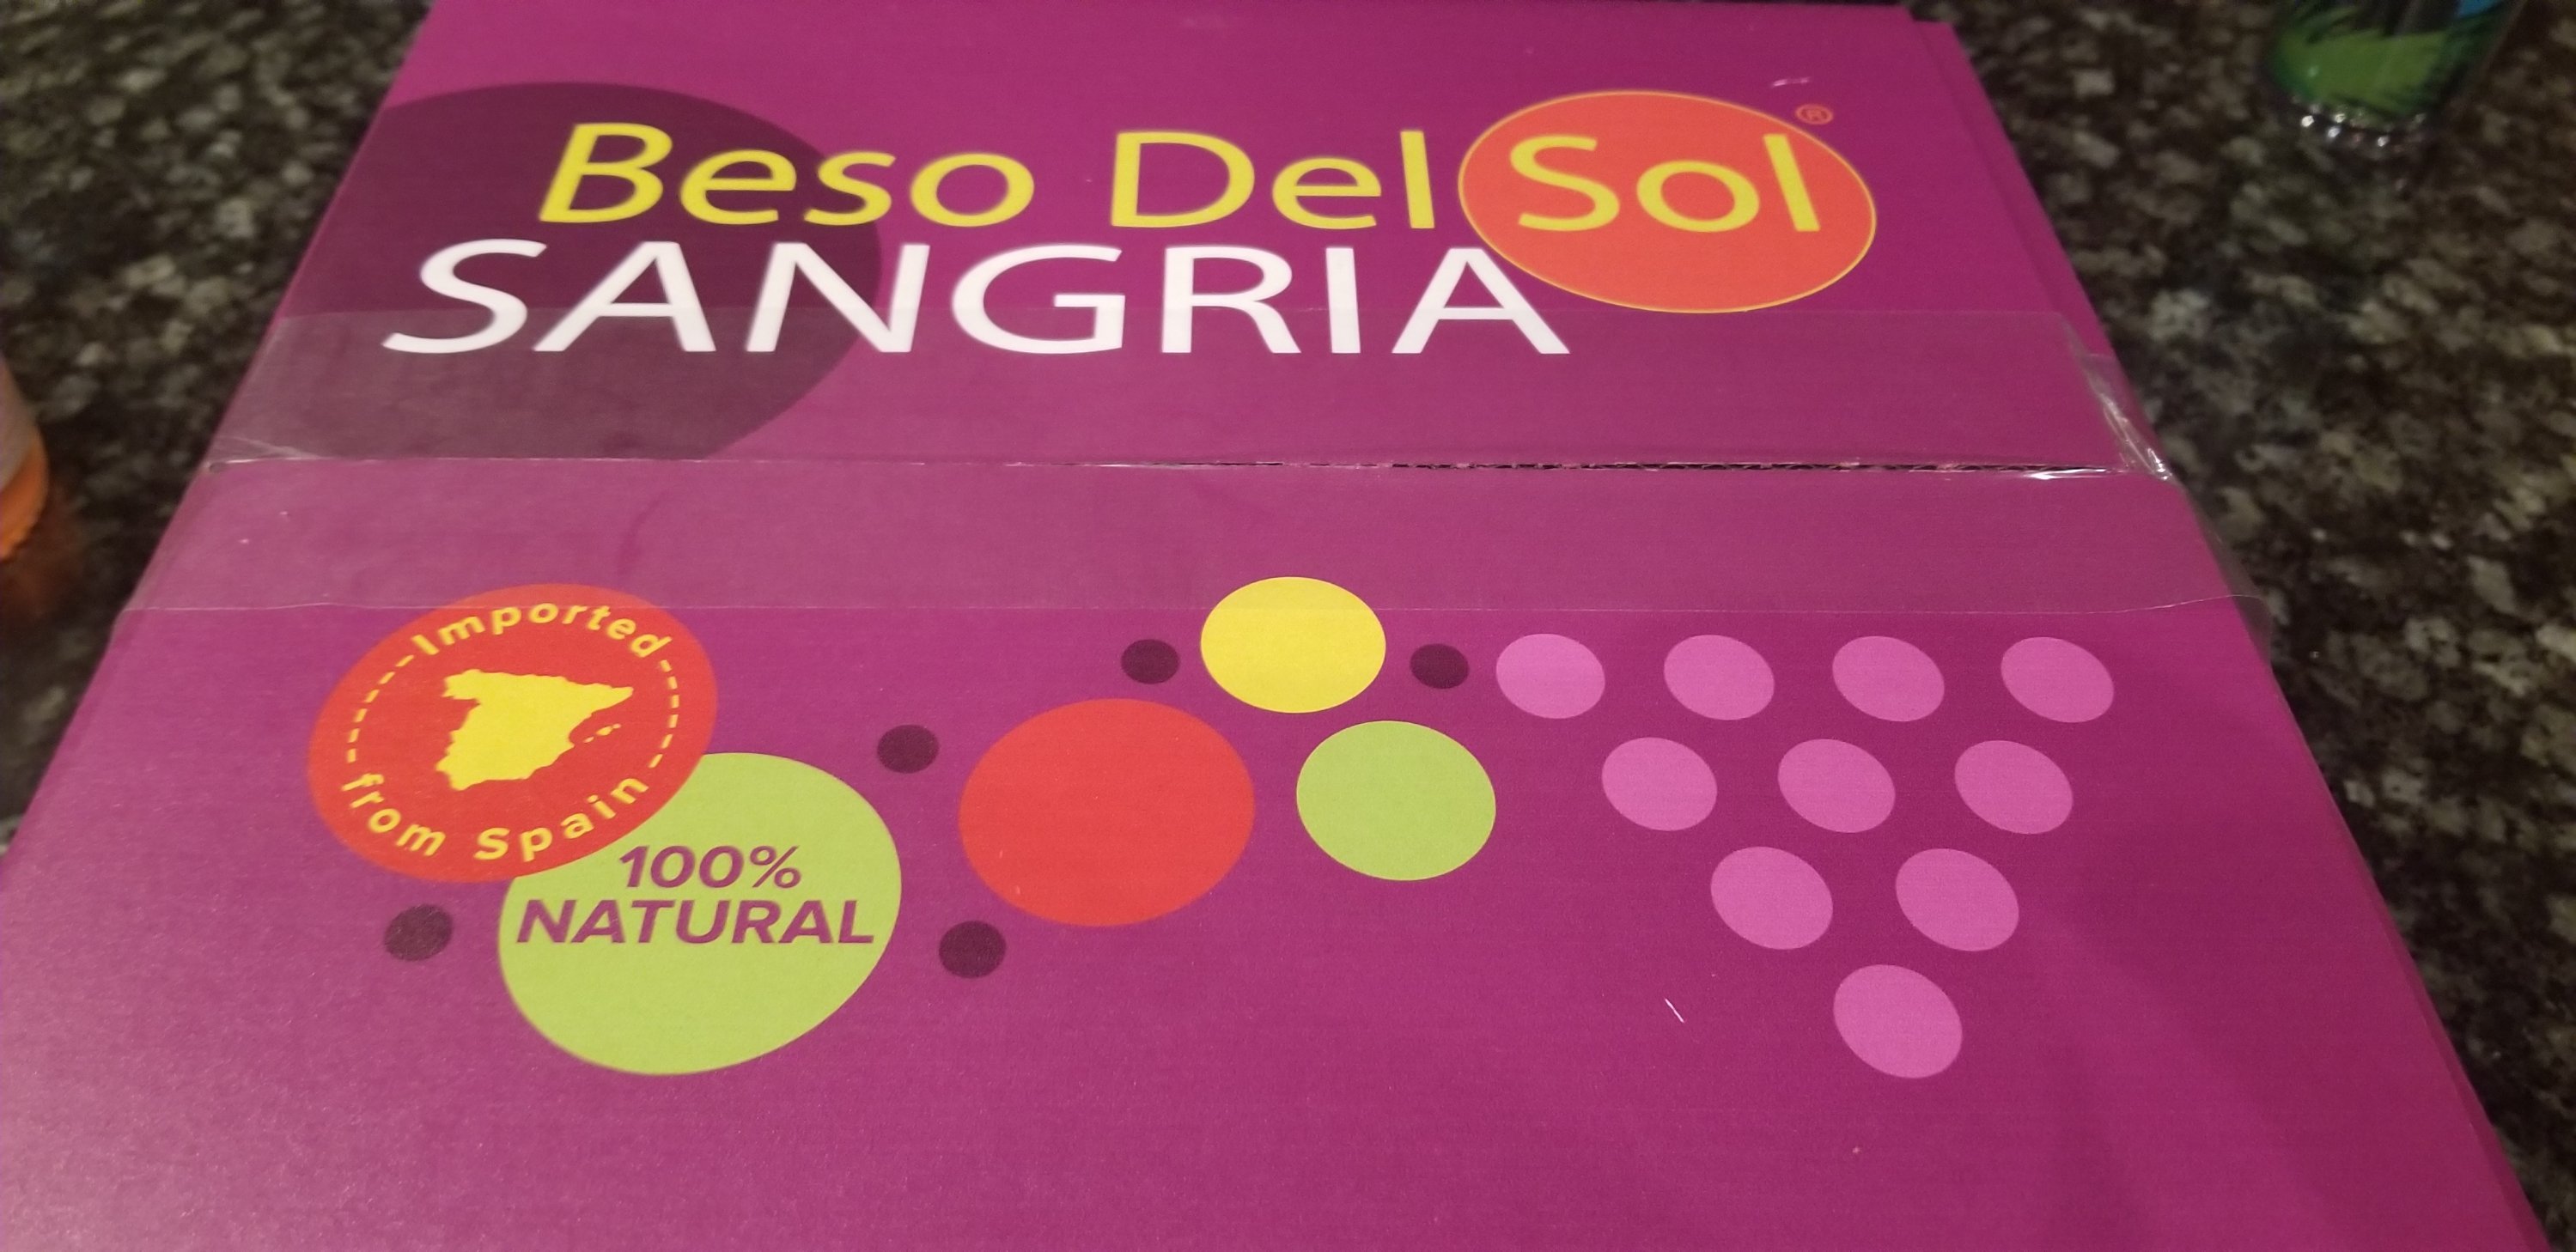 Beso Del Sol®
SANGRIA
Imported
from Spain
100%
NATURAL